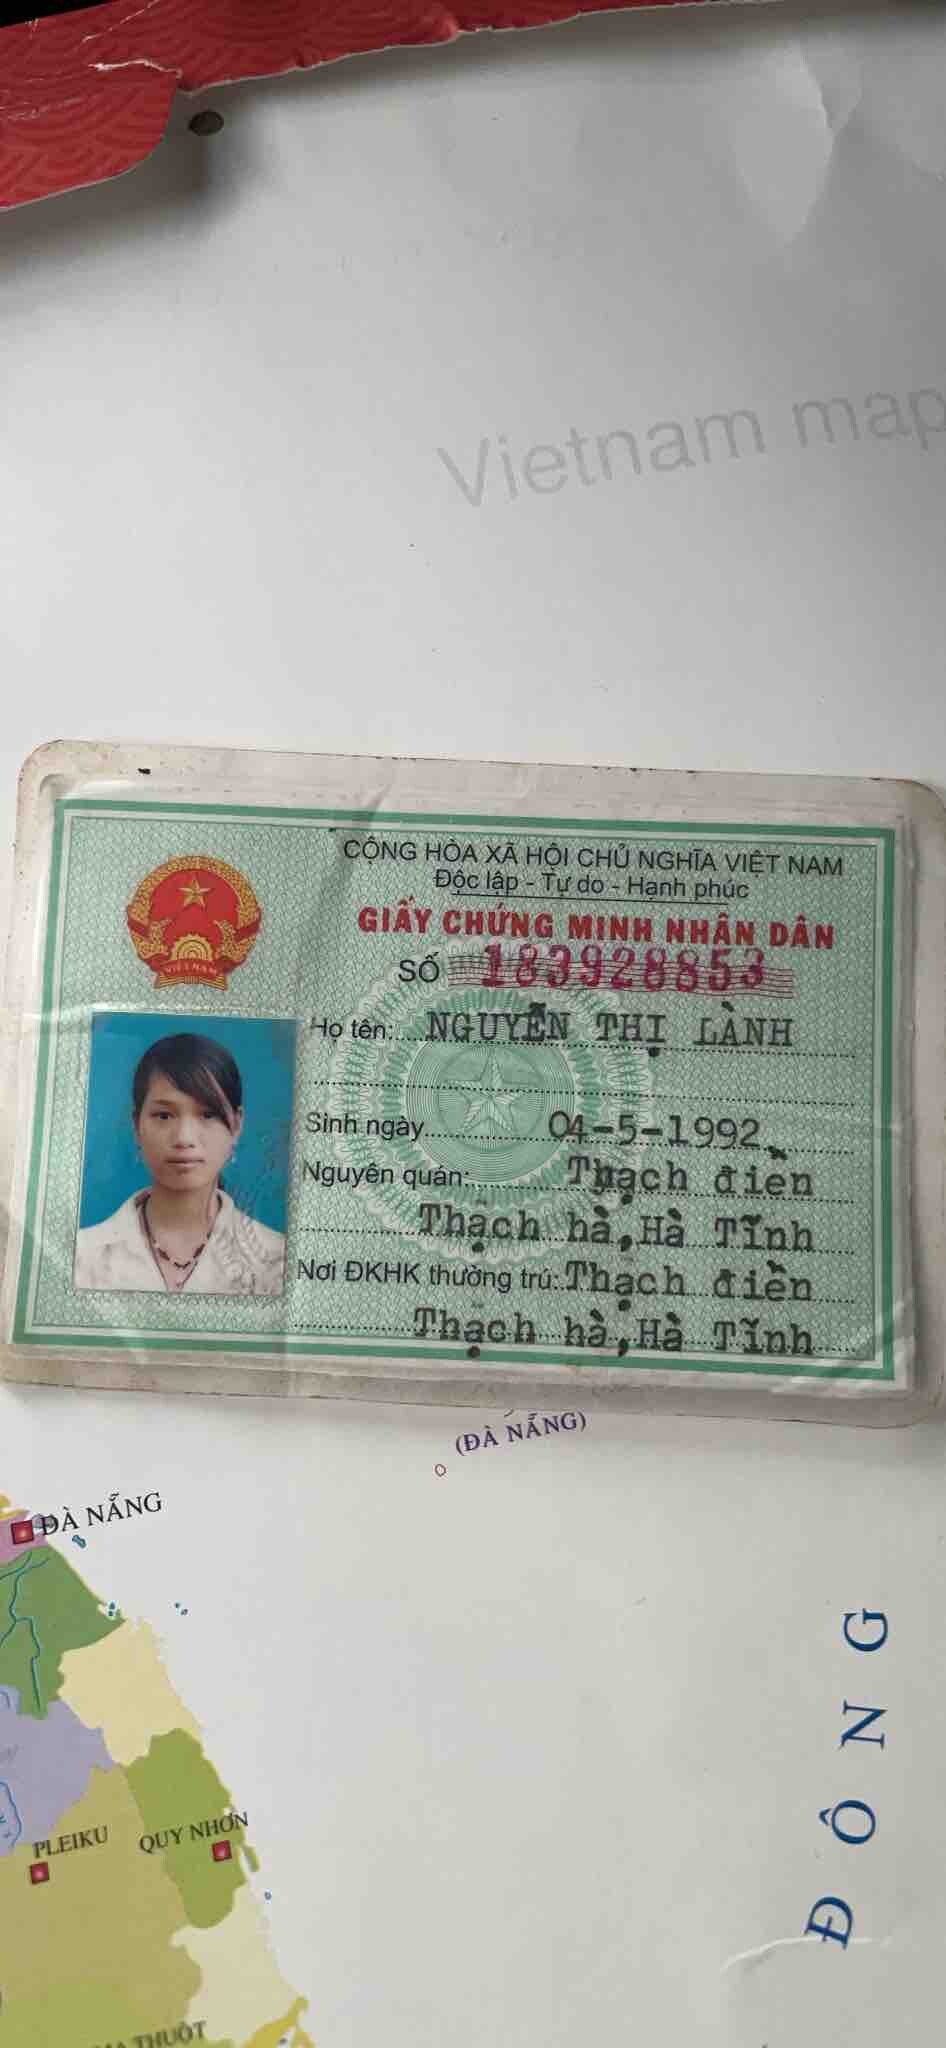 Vietnam map
CỘNG HÒA XÃ HỘI CHỦ NGHĨA VIỆT NAM
Độc lập - Tự do - Hạnh phúc
GIẤY CHỨNG MINH NHÂN DÂN
SỐ 183928853
VIỆT NAM
Họ tên: NGUYỄN THỊ LÀNH
Sinh ngày 04-5-1992
Nguyên quán: Thạch điền
Thạch hà, Hà Tĩnh
Nơi ĐKHK thường trú: Thạch điền
Thạch hà, Hà Tĩnh
(ĐÀ NẴNG)
ĐÀ NẴNG
ĐÔNG
PLEIKU
QUY NHƠN
THUỘT